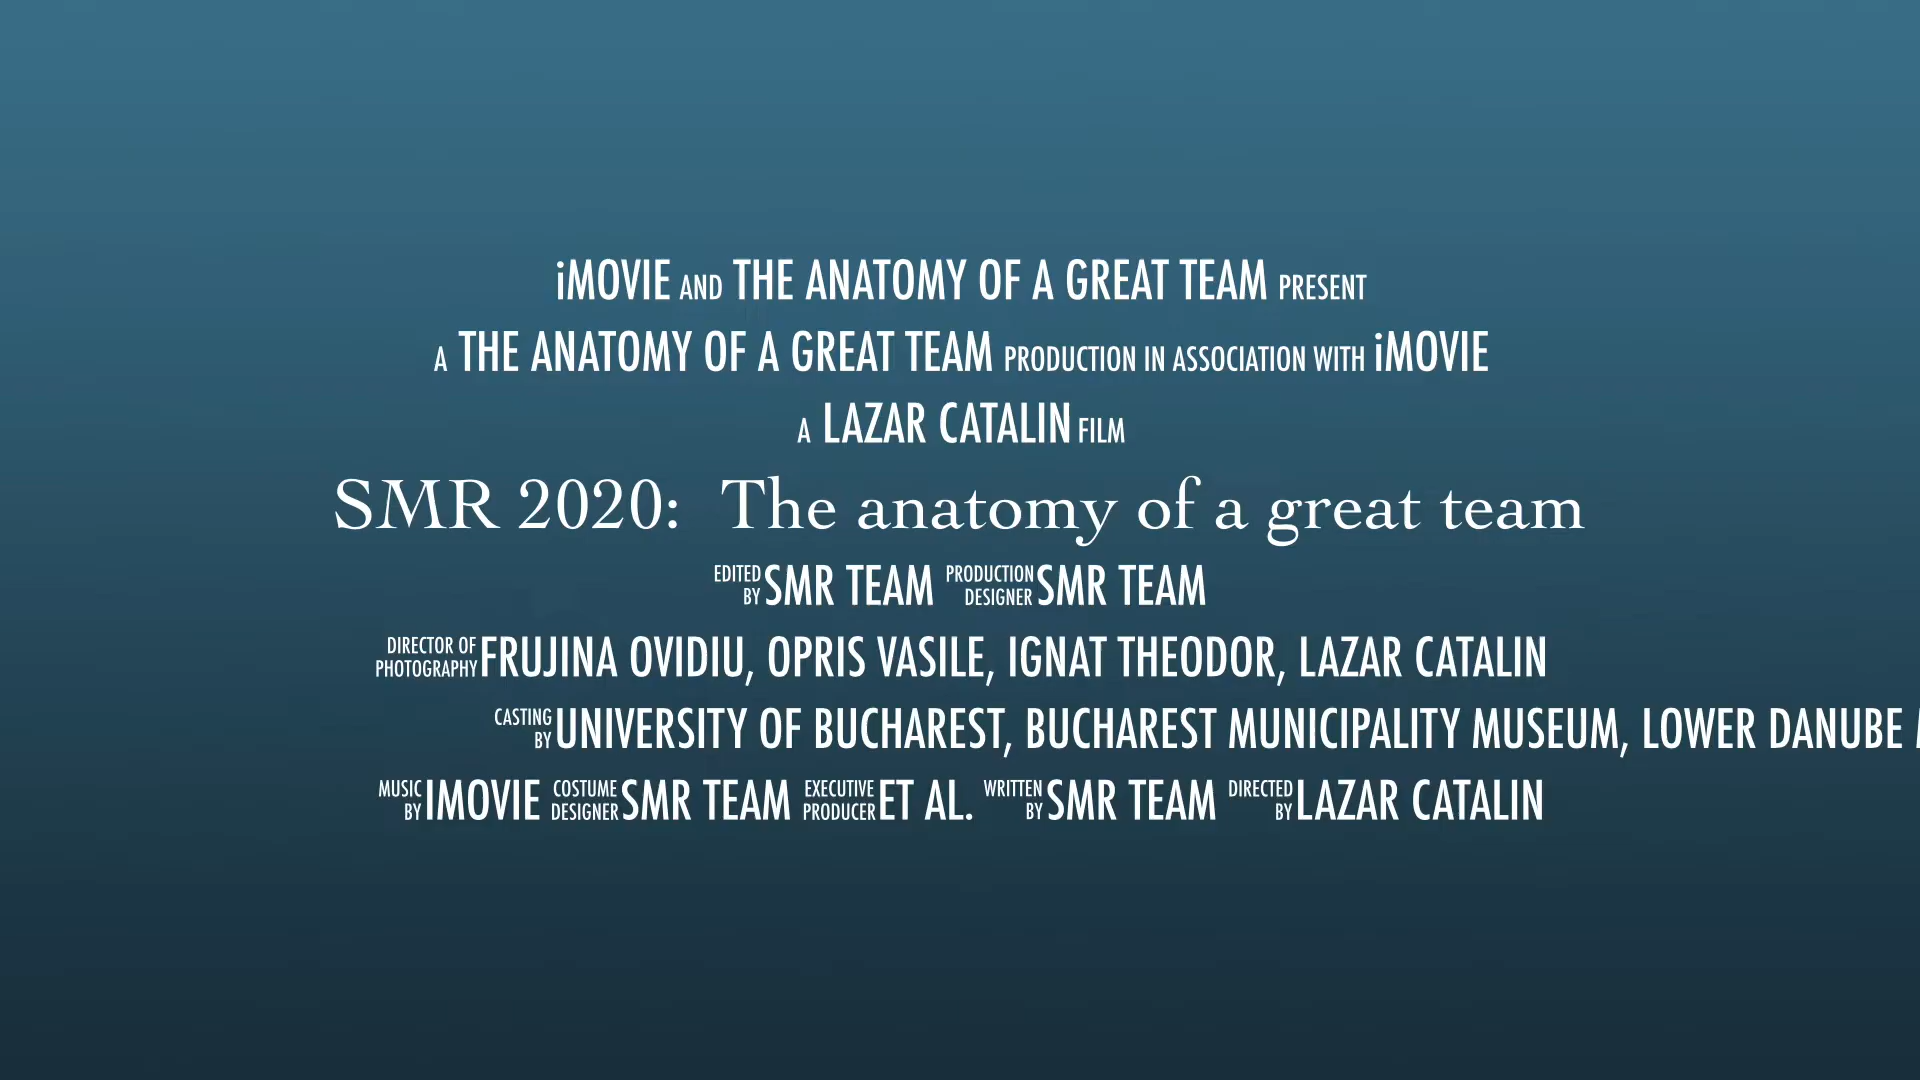 iMOVIE AND THE ANATOMY OF A GREAT TEAM PRESENT
A THE ANATOMY OF A GREAT TEAM PRODUCTION IN ASSOCIATION WITH iMOVIE
A LAZAR CATALIN FILM
SMR 2020: The anatomy of a great team
EDITED BY SMR TEAM PRODUCTION DESIGNER SMR TEAM
DIRECTOR OF PHOTOGRAPHY FRUJINA OVIDIU, OPRIS VASILE, IGNAT THEODOR, LAZAR CATALIN
CASTING BY UNIVERSITY OF BUCHAREST, BUCHAREST MUNICIPALITY MUSEUM, LOWER DANUBE
MUSIC BY IMOVIE COSTUME DESIGNER SMR TEAM EXECUTIVE PRODUCER ET AL. WRITTEN BY SMR TEAM DIRECTED BY LAZAR CATALIN